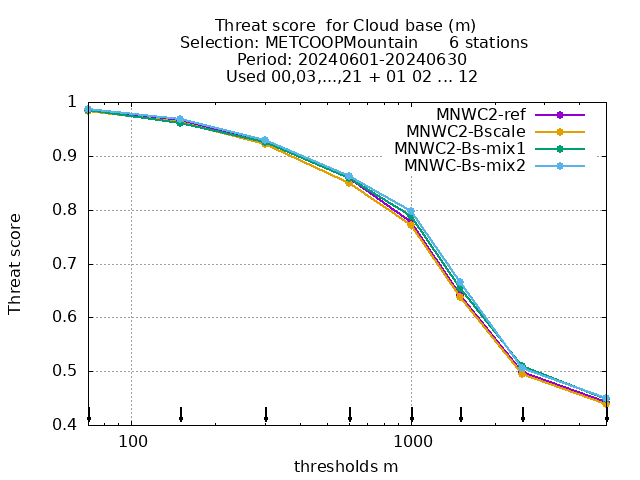 Threat score  for Cloud base (m)
Selection: METCOOPMountain      6 stations
Period: 20240601-20240630
Used 00,03,...,21 + 01 02 ... 12
MNWC2-ref
MNWC2-Bscale
MNWC2-Bs-mix1
MNWC-Bs-mix2
1
0.9
0.8
0.7
0.6
0.5
0.4
Threat score
100
1000
thresholds m